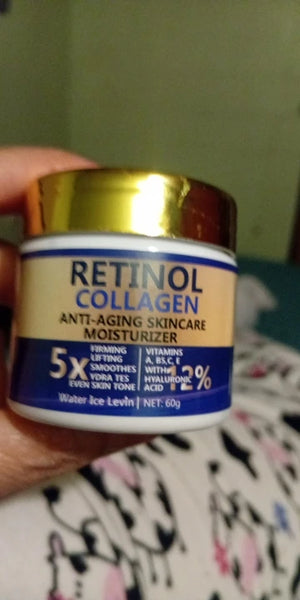 RETINOL
COLLAGEN
ANTI-AGING SKINCARE
MOISTURIZER
5x
FIRMING
LIFTING
SMOOTHES
YDRA TES
EVEN SKIN TONE
VITAMINS
A, B5,C, E
WITH
HYALURONIC
ACID
12%
Water Ice Levin | NET: 60g